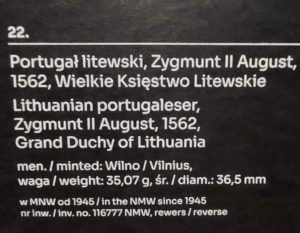 22.
Portugał litewski, Zygmunt II August,
1562, Wielkie Księstwo Litewskie
Lithuanian portugaleser,
Zygmunt II August, 1562,
Grand Duchy of Lithuania
men. / minted: Wilno / Vilnius,
waga / weight: 35,07 g, śr. / diam.: 36,5 mm
w MNW od 1945 / in the NMW since 1945
nr inw. / inv. no. 116777 NMW, rewers / reverse